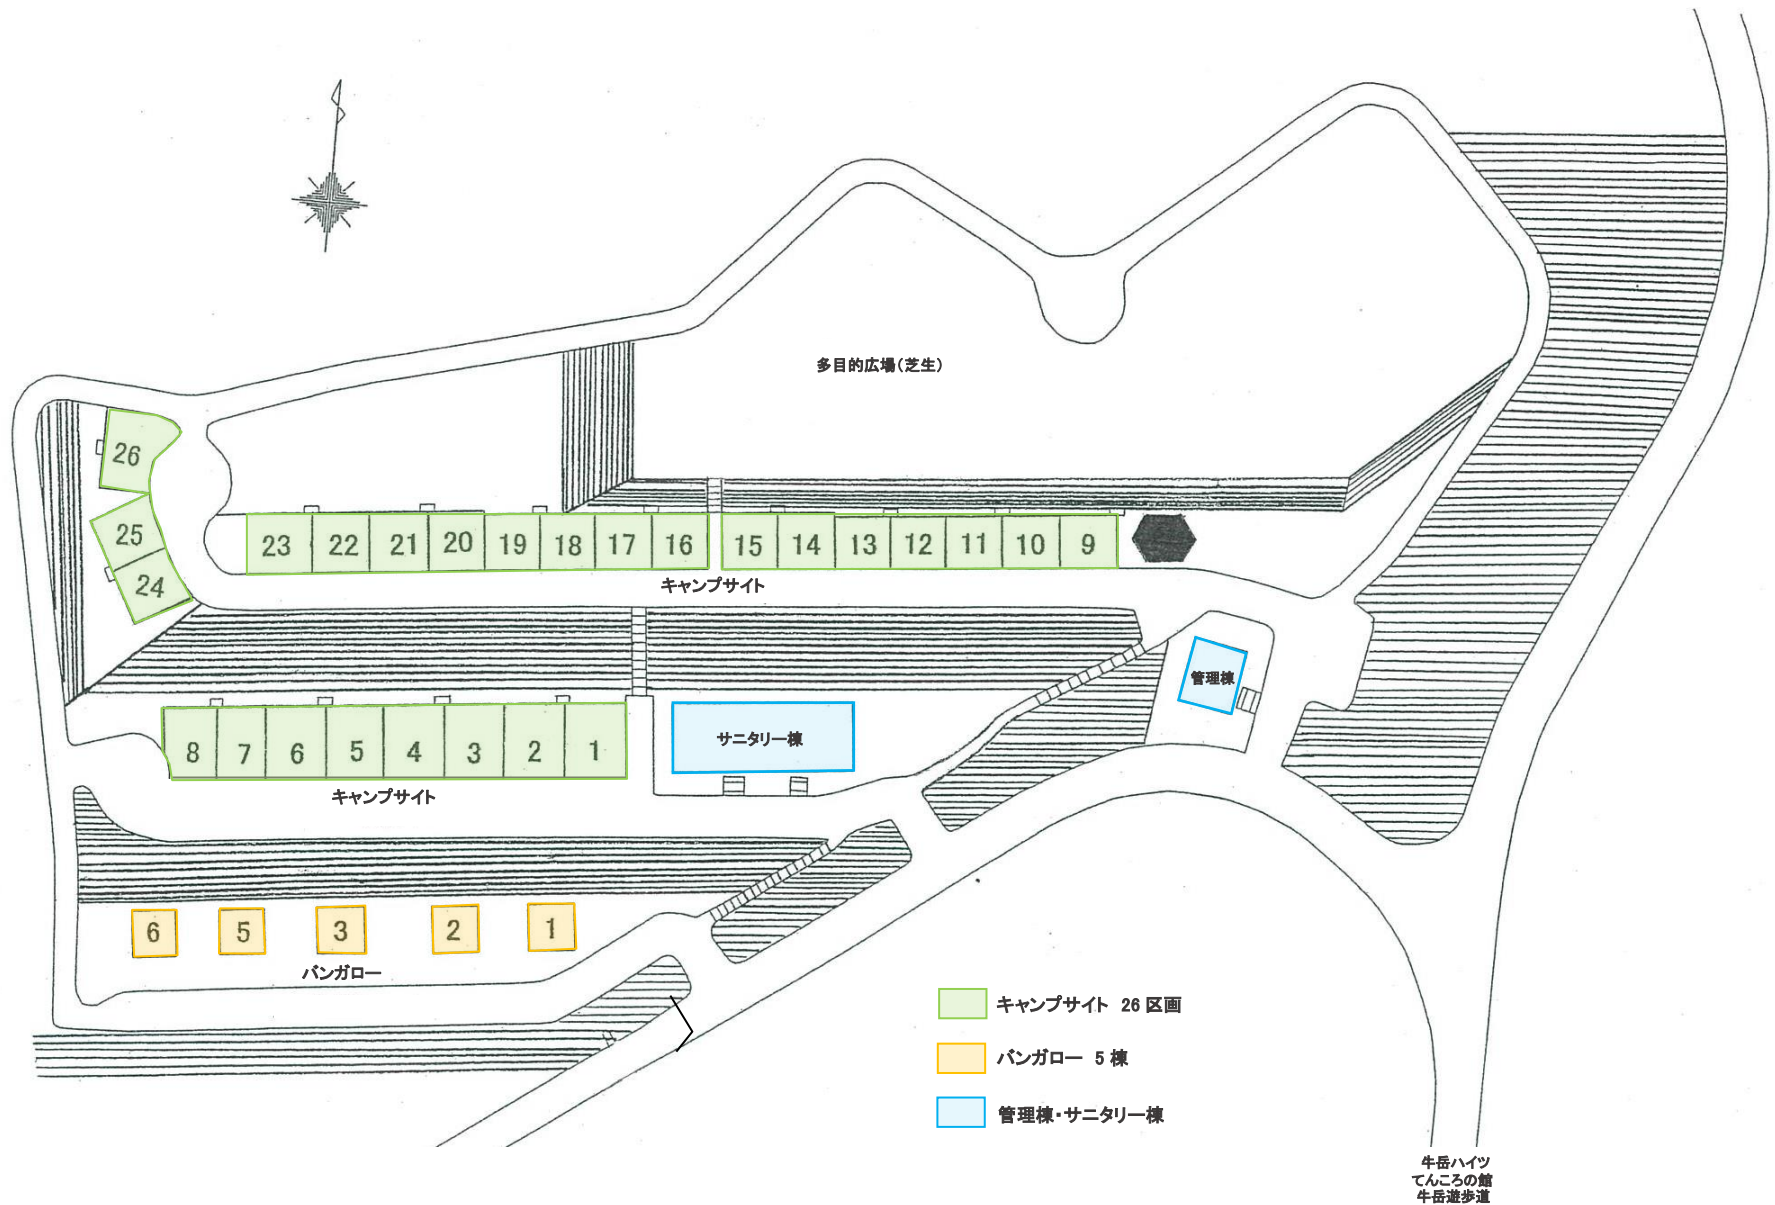 多目的広場(芝生)
26
25
24
23 22 21 20 19 18 17 16 15 14 13 12 11 10 9
キャンプサイト
管理棟
8 7 6 5 4 3 2 1
サニタリー棟
キャンプサイト
6 5 3 2 1
バンガロー
キャンプサイト 26 区画
バンガロー 5 棟
管理棟・サニタリー棟
牛岳ハイツ
てんころの館
牛岳遊歩道